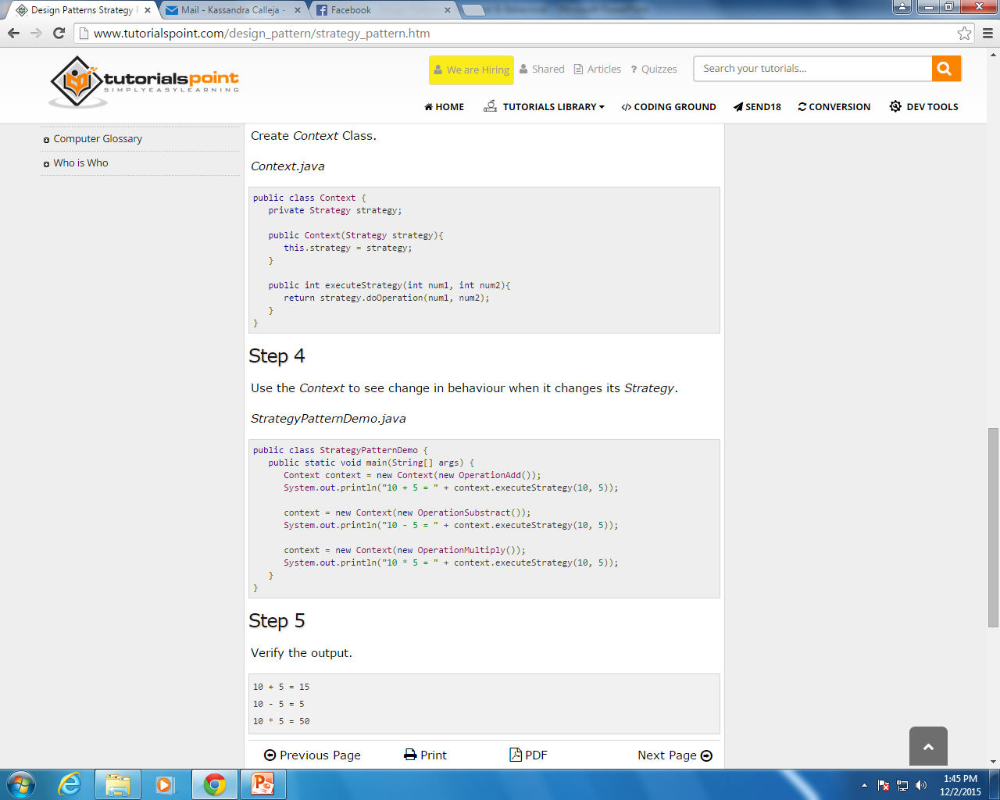 Design Patterns Strategy
Mail - Kassandra Calleja -
Facebook
www.tutorialspoint.com/design_pattern/strategy_pattern.htm
tutorialspoint
SIMPLYEASYLEARNING
We are Hiring
Shared
Articles
? Quizzes
Search your tutorials...
HOME
TUTORIALS LIBRARY
</> CODING GROUND
SEND18
CONVERSION
DEV TOOLS
Computer Glossary
Who is Who
Create Context Class.
Context.java
public class Context {
private Strategy strategy;
public Context(Strategy strategy){
this.strategy = strategy;
}
public int executeStrategy(int num1, int num2){
return strategy.doOperation(num1, num2);
}
}
Step 4
Use the Context to see change in behaviour when it changes its Strategy.
StrategyPatternDemo.java
public class StrategyPatternDemo {
public static void main(String[] args) {
Context context = new Context(new OperationAdd());
System.out.println("10 + 5 = " + context.executeStrategy(10, 5));
context = new Context(new OperationSubstract());
System.out.println("10 - 5 = " + context.executeStrategy(10, 5));
context = new Context(new OperationMultiply());
System.out.println("10 * 5 = " + context.executeStrategy(10, 5));
}
}
Step 5
Verify the output.
10 + 5 = 15
10 - 5 = 5
10 * 5 = 50
Previous Page
Print
PDF
Next Page
1:45 PM
12/2/2015